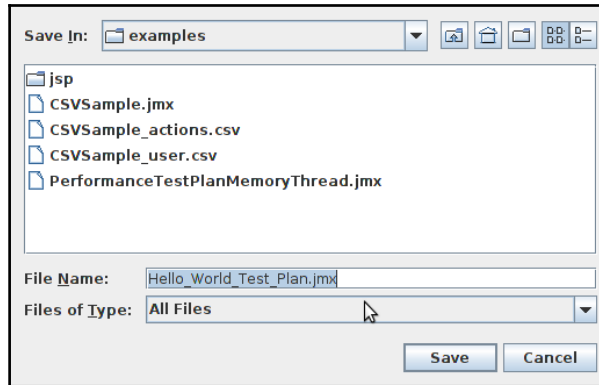 Save In: examples
jsp
CSVSample.jmx
CSVSample_actions.csv
CSVSample_user.csv
PerformanceTestPlanMemoryThread.jmx
File Name: Hello_World_Test_Plan.jmx
Files of Type: All Files
Save Cancel